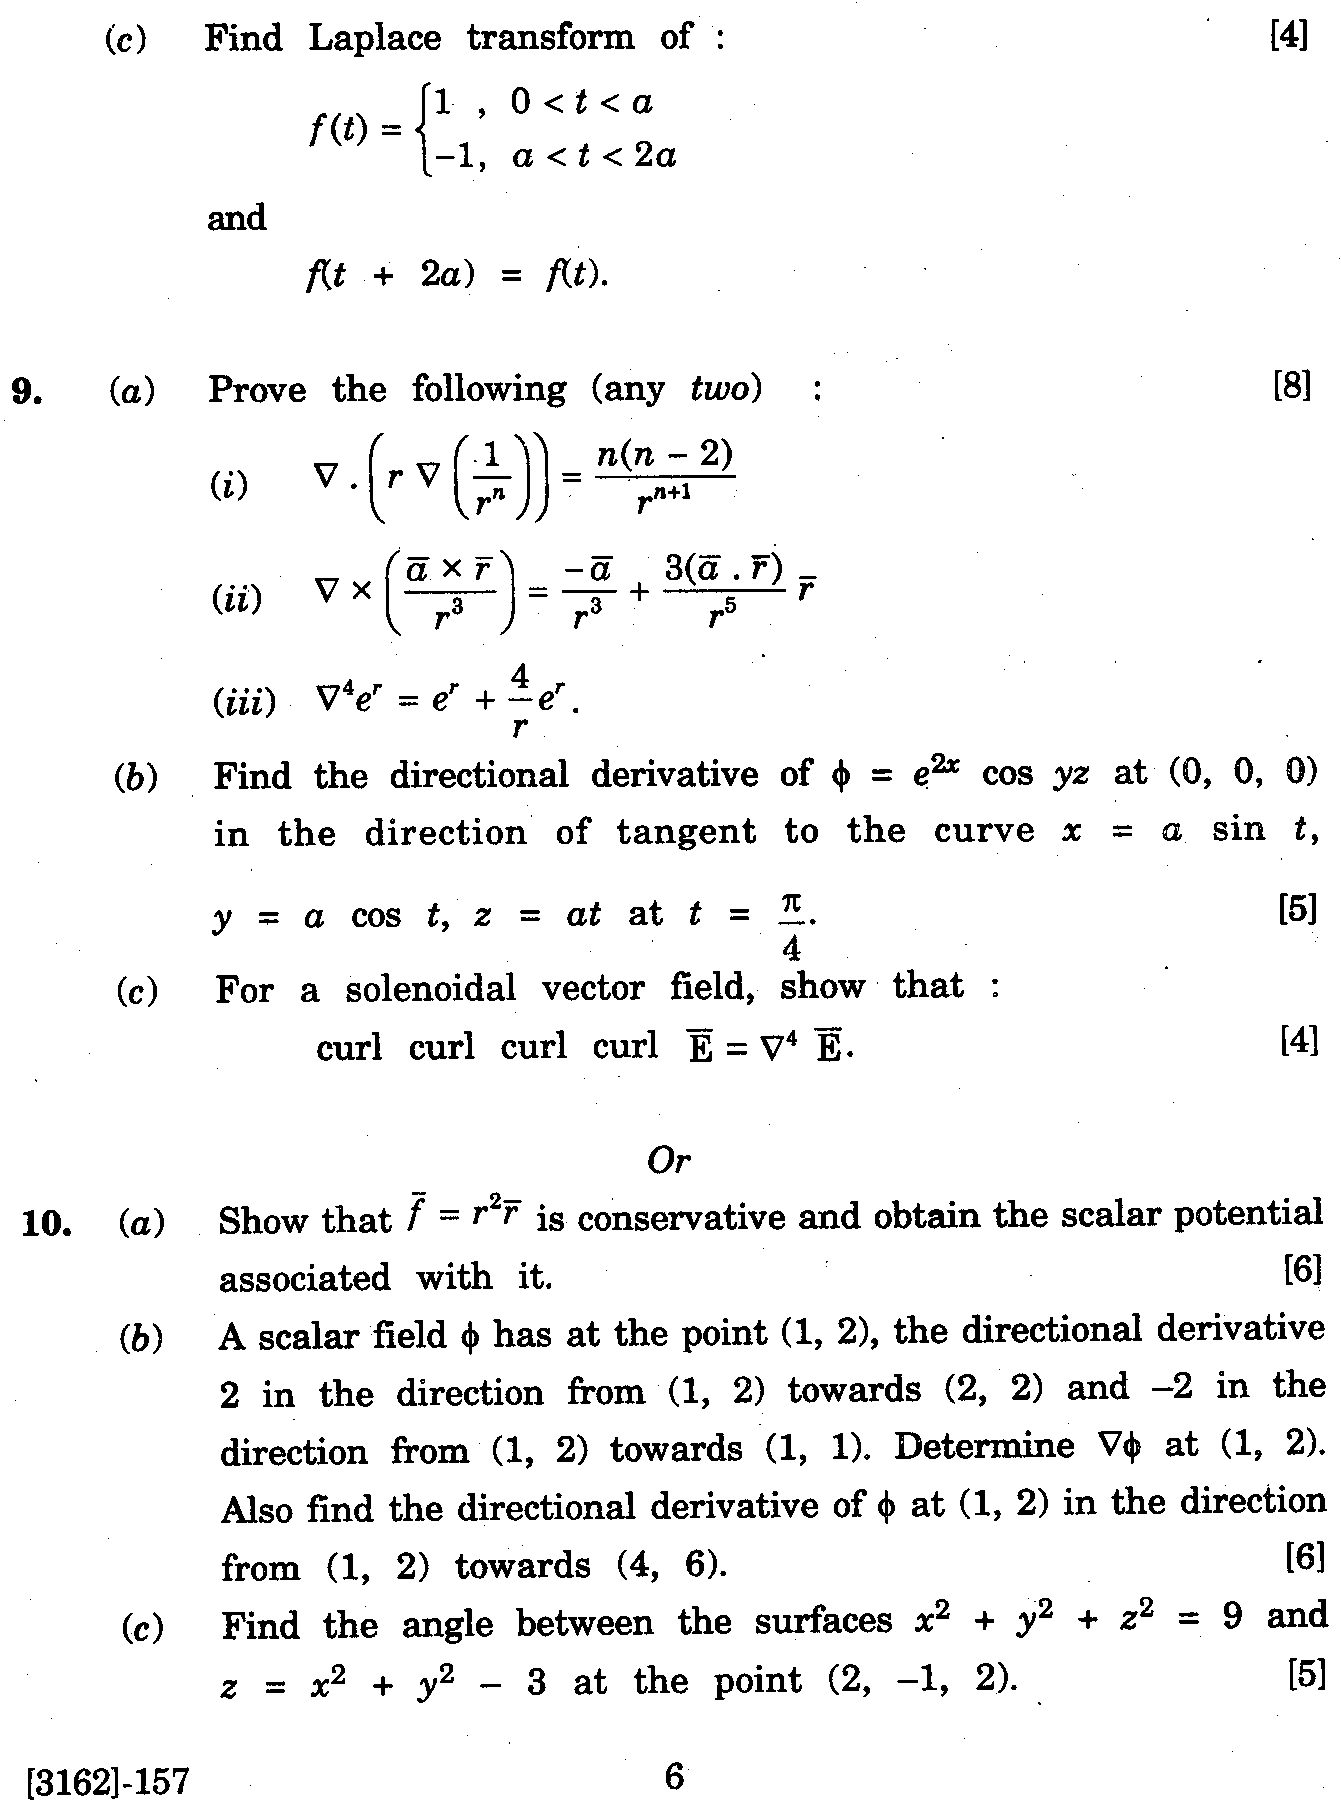 (c) Find Laplace transform of : [4]
f(t) = { 1 , 0 < t < a
−1, a < t < 2a
and
f(t + 2a) = f(t).
9. (a) Prove the following (any two) : [8]
(i) ∇ . ( r ∇ ( 1/rⁿ ) ) = n(n − 2)/rⁿ⁺¹
(ii) ∇ × ( (a̅ × r̅)/r³ ) = −a̅/r³ + 3(a̅ . r̅)/r⁵ r̅
(iii) ∇⁴eʳ = eʳ + 4/r eʳ.
(b) Find the directional derivative of ϕ = e²ˣ cos yz at (0, 0, 0)
in the direction of tangent to the curve x = a sin t,
y = a cos t, z = at at t = π/4. [5]
(c) For a solenoidal vector field, show that :
curl curl curl curl E̅ = ∇⁴ E̅. [4]
Or
10. (a) Show that f̅ = r²r̅ is conservative and obtain the scalar potential
associated with it. [6]
(b) A scalar field ϕ has at the point (1, 2), the directional derivative
2 in the direction from (1, 2) towards (2, 2) and –2 in the
direction from (1, 2) towards (1, 1). Determine ∇ϕ at (1, 2).
Also find the directional derivative of ϕ at (1, 2) in the direction
from (1, 2) towards (4, 6). [6]
(c) Find the angle between the surfaces x² + y² + z² = 9 and
z = x² + y² – 3 at the point (2, –1, 2). [5]
[3162]-157 6